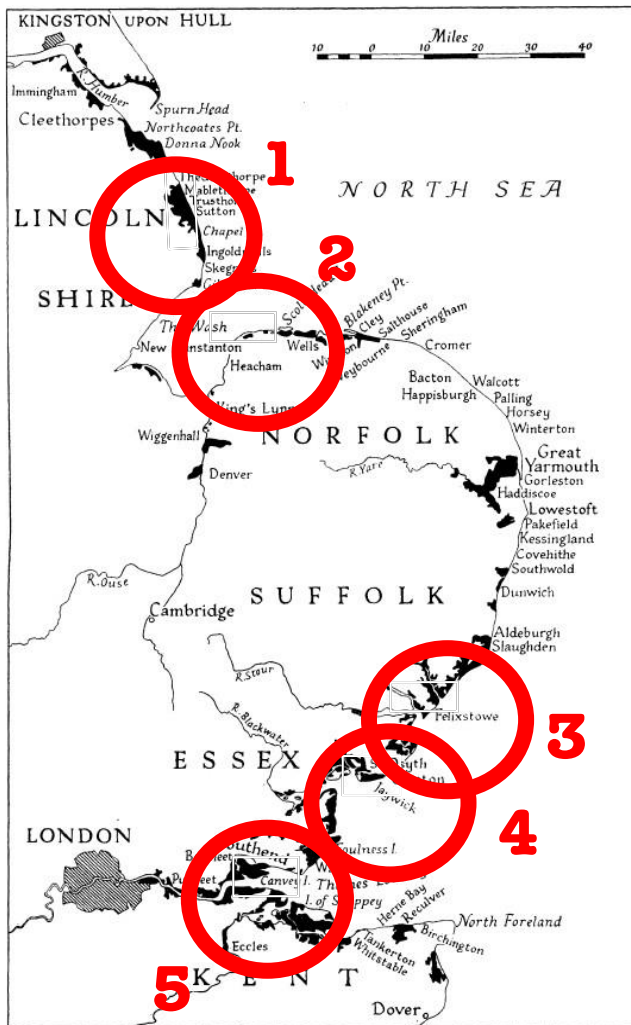 KINGSTON UPON HULL
Miles
10 0 10 20 30 40
R. Humber
Immingham
Spurn Head
Cleethorpes
Northcoates Pt.
Donna Nook
1
NORTH SEA
LINCOLN
Sutton
Chapel
SHIRE
2
Blakeney Pt.
Cley
Salthouse
Sheringham
The Wash
Wells
Cromer
Heacham
Bacton
Walcott
Happisburgh
Palling
Horsey
Winterton
King's Lynn
NORFOLK
Wiggenhall
Great
Yarmouth
Denver
R. Yare
Gorleston
Haddiscoe
Lowestoft
Pakefield
Kessingland
Covehithe
Southwold
R. Ouse
SUFFOLK
Dunwich
Cambridge
Aldeburgh
Slaughden
R. Stour
Felixstowe
R. Blackwater
3
ESSEX
Jaywick
4
LONDON
Southend
Foulness I.
Canvey I.
Herne Bay
Reculver
North Foreland
Birchington
Tankerton
Whitstable
Eccles
5
KENT
Dover